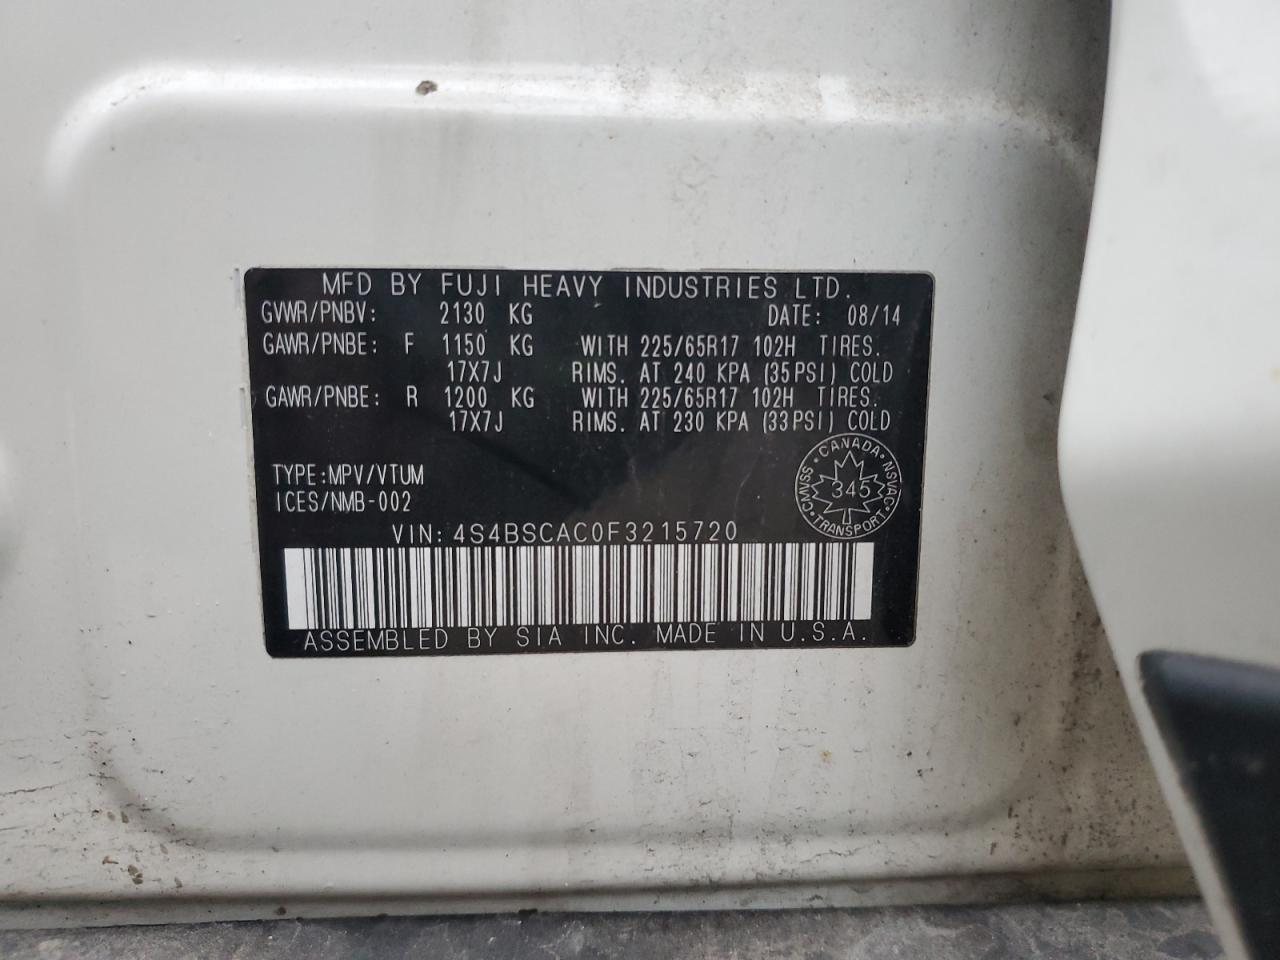 MFD BY FUJI HEAVY INDUSTRIES LTD.
GVWR/PNBV: 2130 KG DATE: 08/14
GAWR/PNBE: F 1150 KG WITH 225/65R17 102H TIRES.
17X7J RIMS. AT 240 KPA (35PSI) COLD
GAWR/PNBE: R 1200 KG WITH 225/65R17 102H TIRES.
17X7J RIMS. AT 230 KPA (33PSI) COLD
TYPE:MPV/VTUM
ICES/NMB-002
CANADA
CMVSS
NSVAC
345
TRANSPORT
VIN: 4S4BSCAC0F3215720
ASSEMBLED BY SIA INC. MADE IN U.S.A.